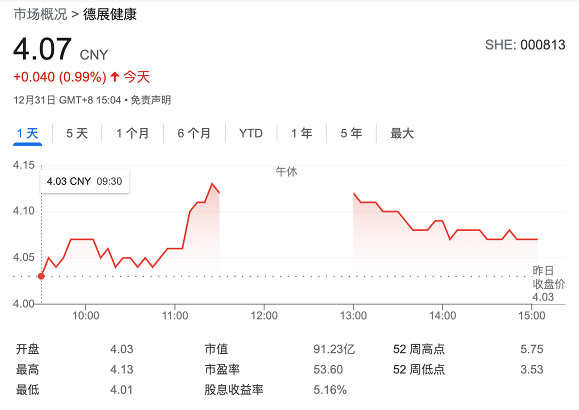 市场概况 > 德展健康
4.07 CNY
SHE: 000813
+0.040 (0.99%) 今天
12月31日 GMT+8 15:04 • 免责声明
1 天 5 天 1 个月 6 个月 YTD 1 年 5 年 最大
4.15
午休
4.03 CNY 09:30
4.10
4.05
昨日
收盘价
4.03
4.00
10:00 11:00 12:00 13:00 14:00 15:00
开盘 4.03 市值 91.23亿 52 周高点 5.75
最高 4.13 市盈率 53.60 52 周低点 3.53
最低 4.01 股息收益率 5.16%